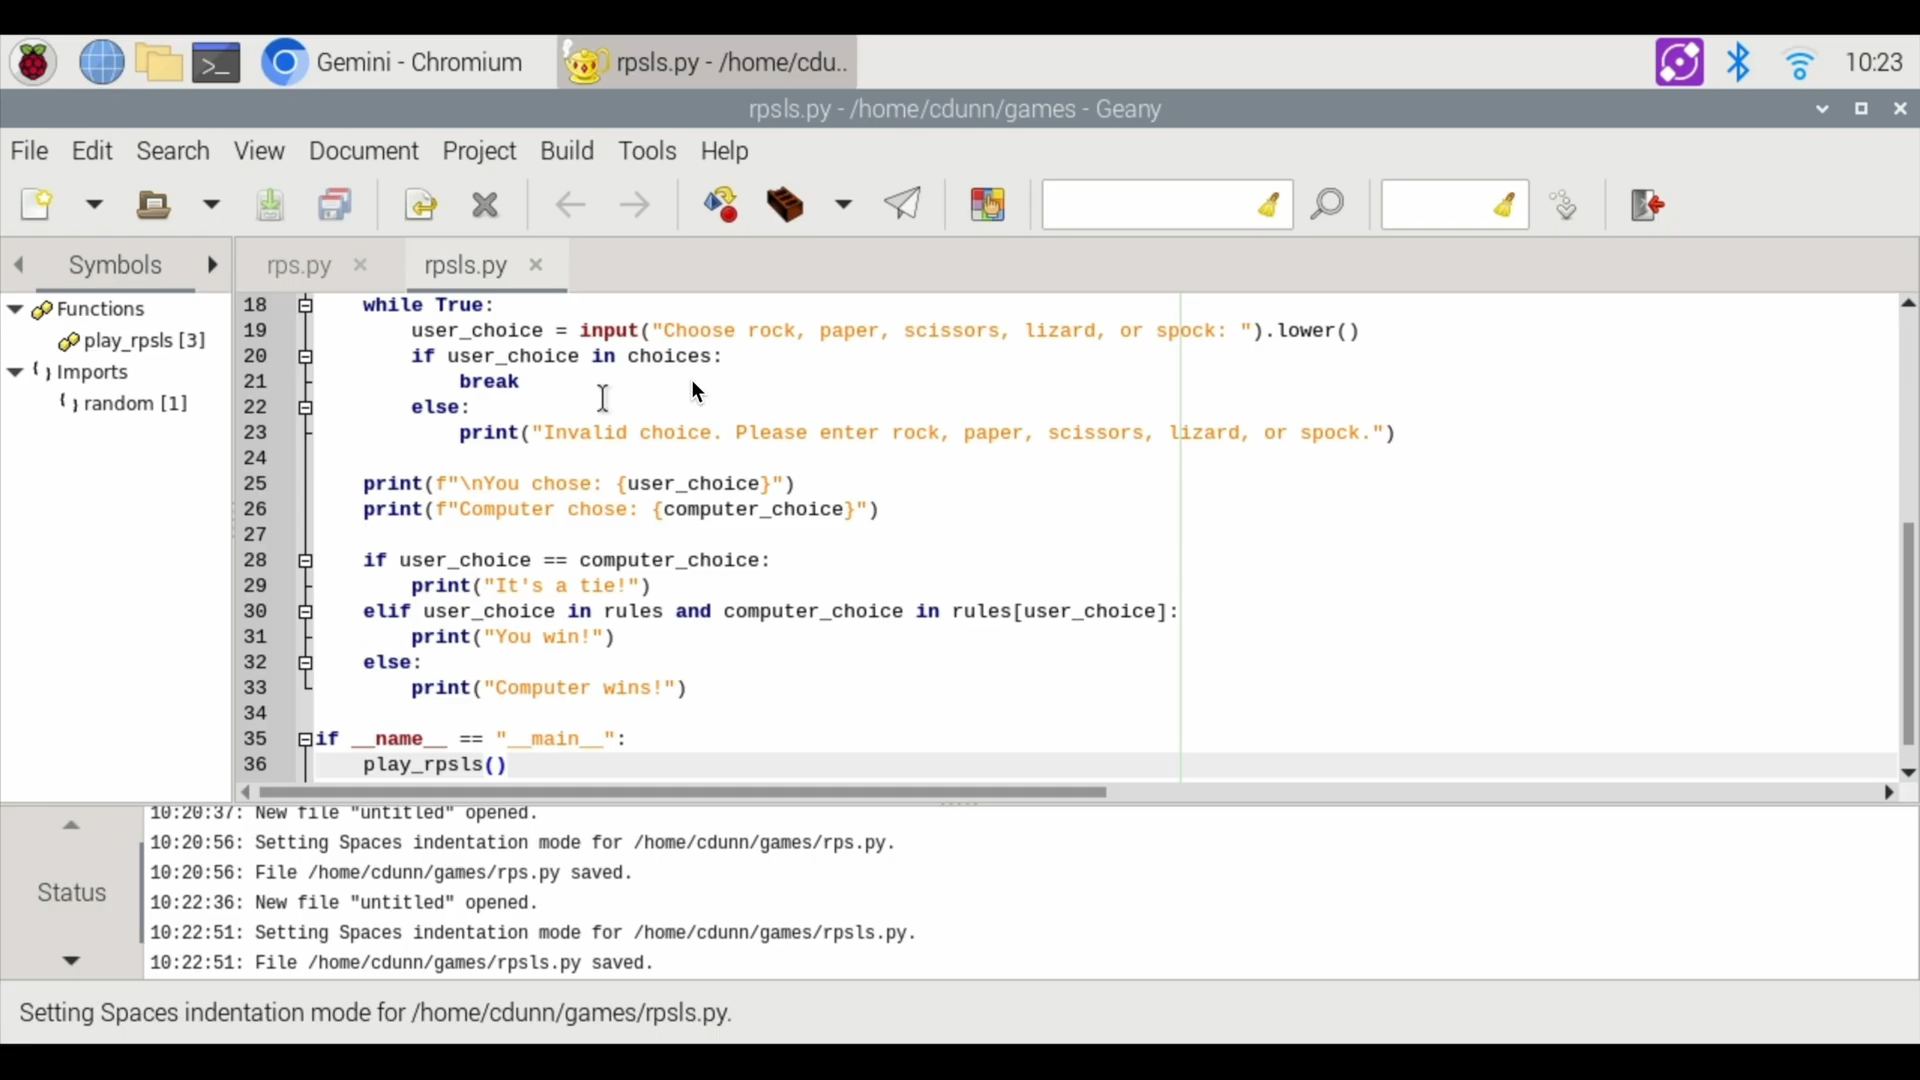 Gemini - Chromium
rpsls.py - /home/cdu..
10:23
rpsls.py - /home/cdunn/games - Geany
File Edit Search View Document Project Build Tools Help
Symbols
rps.py
rpsls.py
Functions
play_rpsls [3]
Imports
random [1]
18 while True:
19 user_choice = input("Choose rock, paper, scissors, lizard, or spock: ").lower()
20 if user_choice in choices:
21 break
22 else:
23 print("Invalid choice. Please enter rock, paper, scissors, lizard, or spock.")
24
25 print(f"\nYou chose: {user_choice}")
26 print(f"Computer chose: {computer_choice}")
27
28 if user_choice == computer_choice:
29 print("It's a tie!")
30 elif user_choice in rules and computer_choice in rules[user_choice]:
31 print("You win!")
32 else:
33 print("Computer wins!")
34
35 if __name__ == "__main__":
36 play_rpsls()
Status
10:20:37: New file "untitled" opened.
10:20:56: Setting Spaces indentation mode for /home/cdunn/games/rps.py.
10:20:56: File /home/cdunn/games/rps.py saved.
10:22:36: New file "untitled" opened.
10:22:51: Setting Spaces indentation mode for /home/cdunn/games/rpsls.py.
10:22:51: File /home/cdunn/games/rpsls.py saved.
Setting Spaces indentation mode for /home/cdunn/games/rpsls.py.